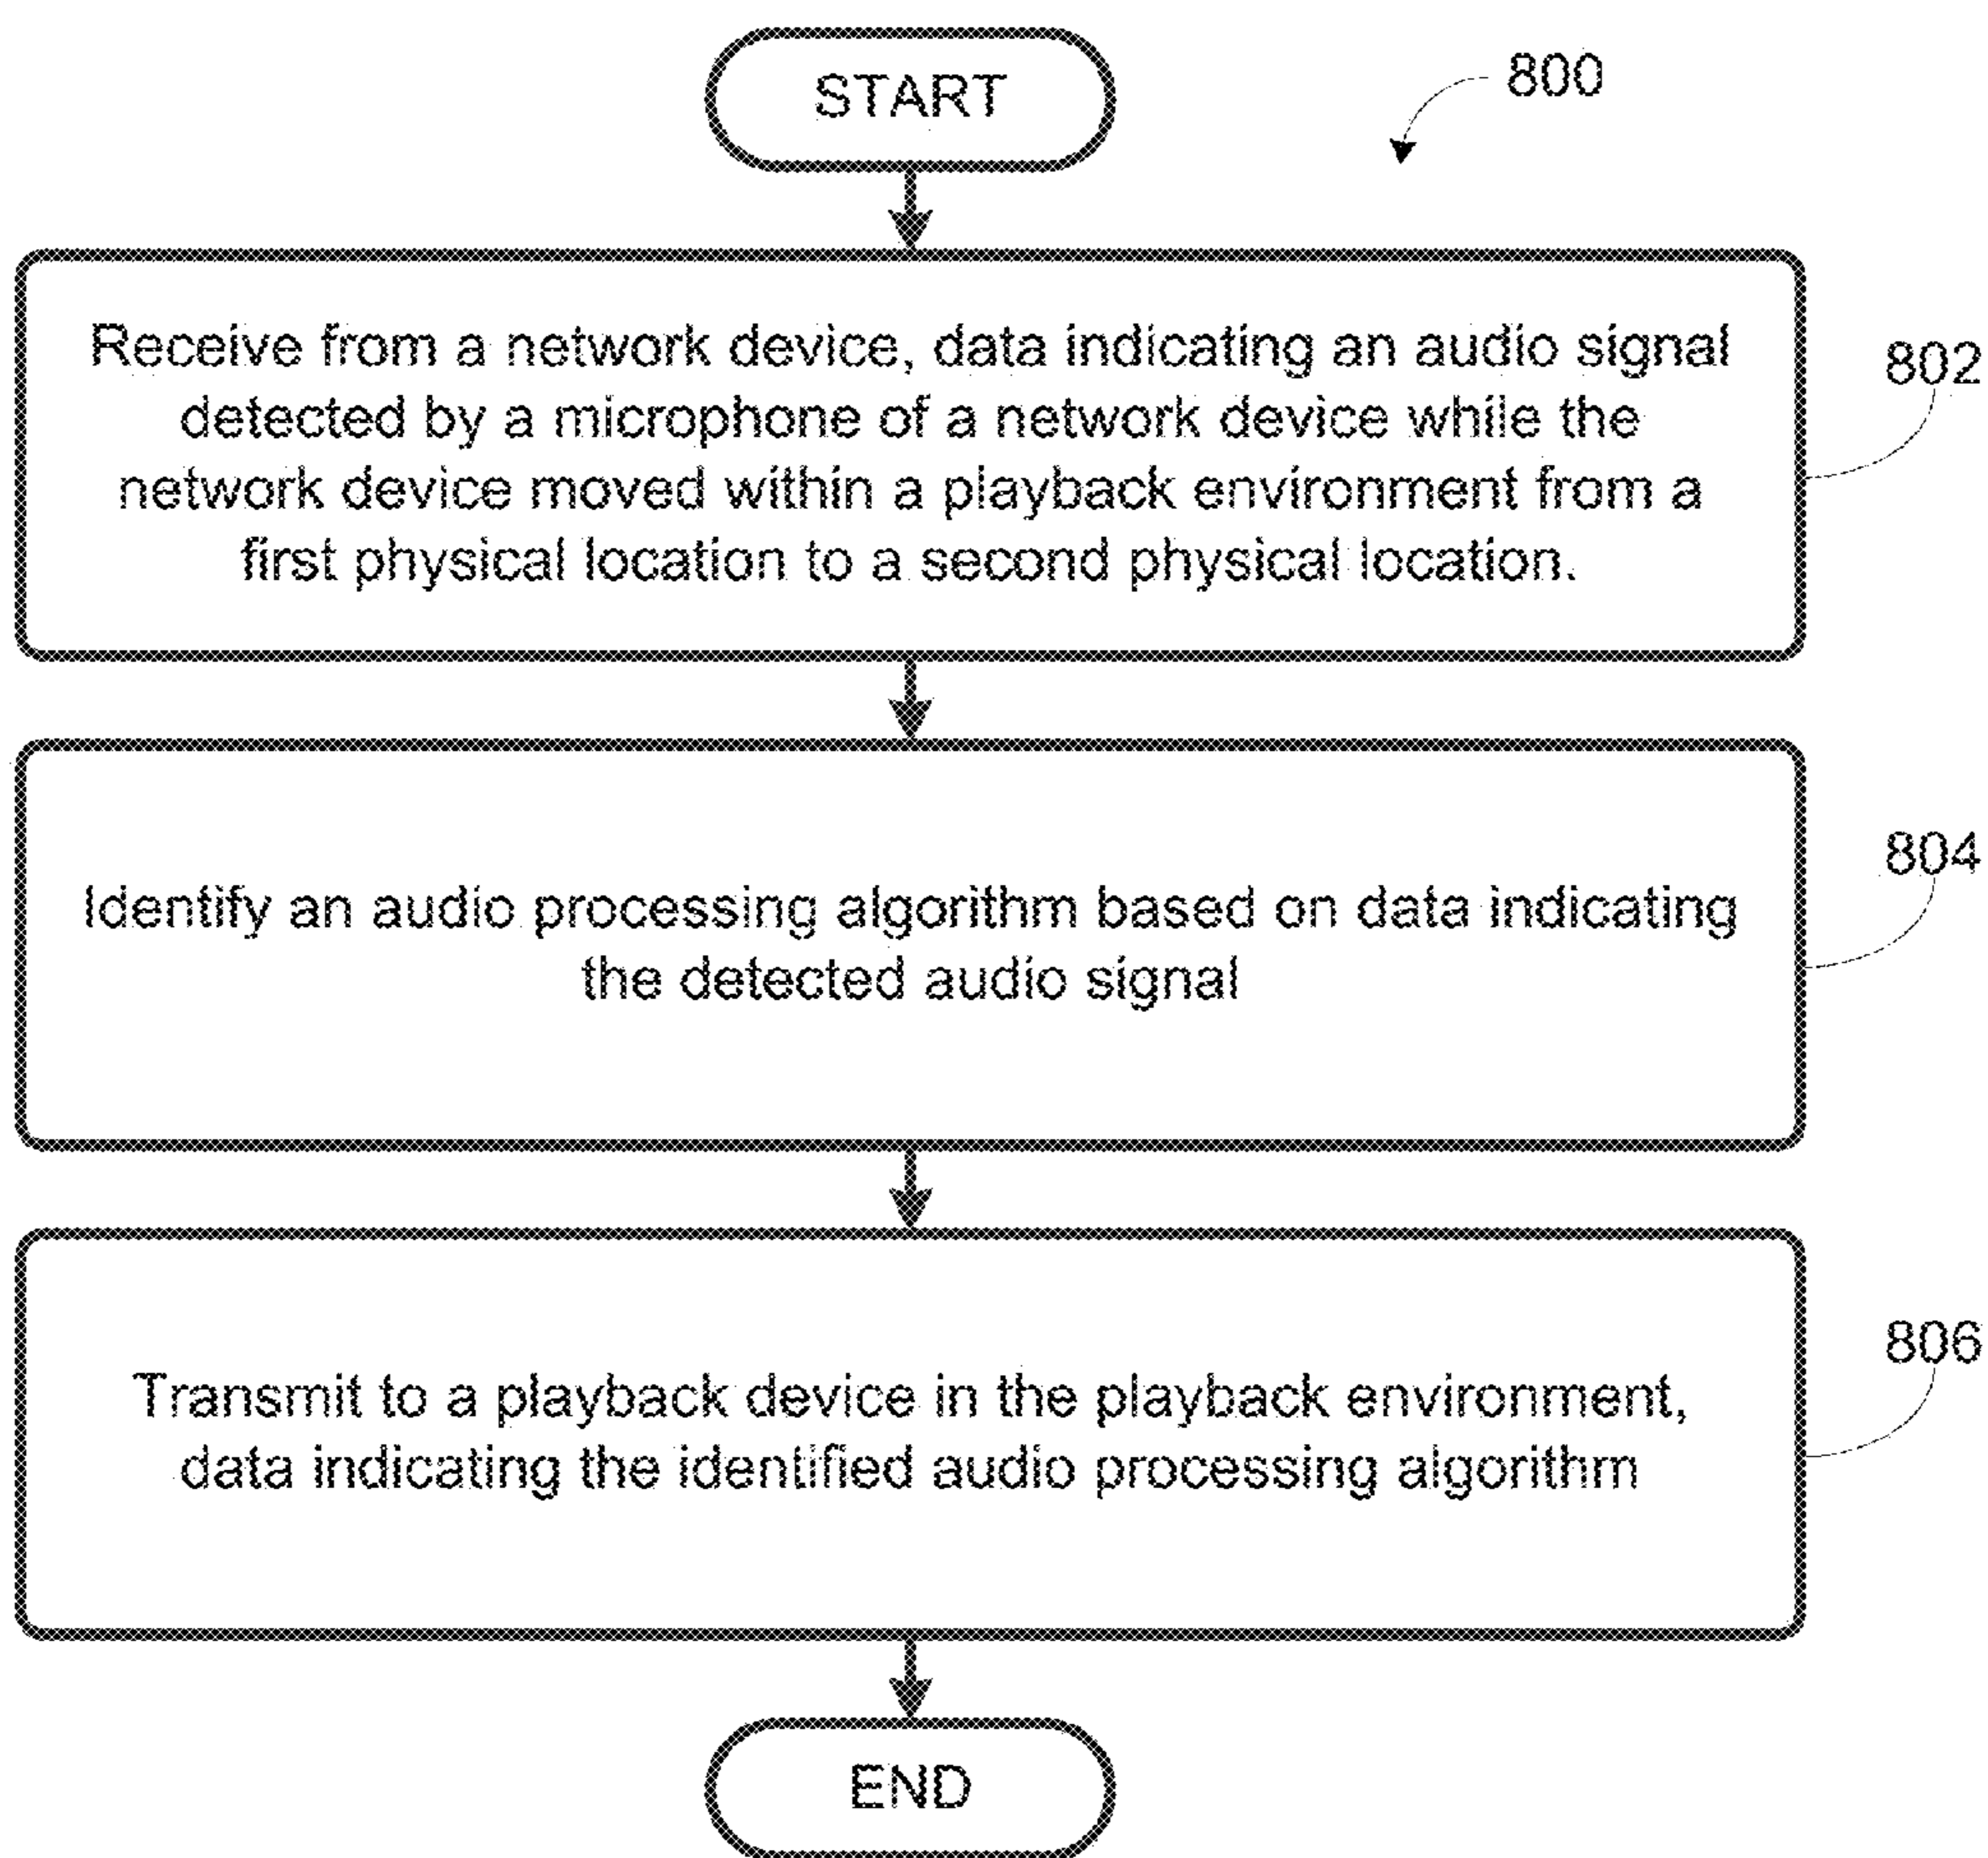 START
800
Receive from a network device, data indicating an audio signal
detected by a microphone of a network device while the
network device moved within a playback environment from a
first physical location to a second physical location.
802
Identify an audio processing algorithm based on data indicating
the detected audio signal
804
Transmit to a playback device in the playback environment,
data indicating the identified audio processing algorithm
806
END